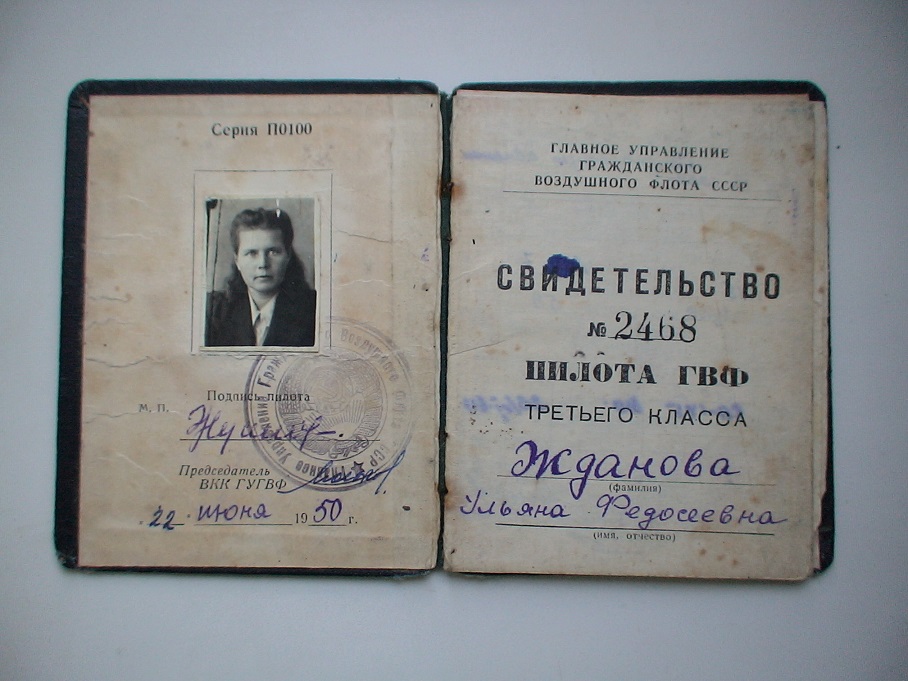 Серия П0100
Подпись пилота
М. П.
Председатель
ВКК ГУГВФ
22 июня 1950 г.
ГЛАВНОЕ УПРАВЛЕНИЕ
ГРАЖДАНСКОГО
ВОЗДУШНОГО ФЛОТА СССР
СВИДЕТЕЛЬСТВО
№ 2468
ПИЛОТА ГВФ
ТРЕТЬЕГО КЛАССА
Жданова
(фамилия)
Ульяна Федосеевна
(имя, отчество)